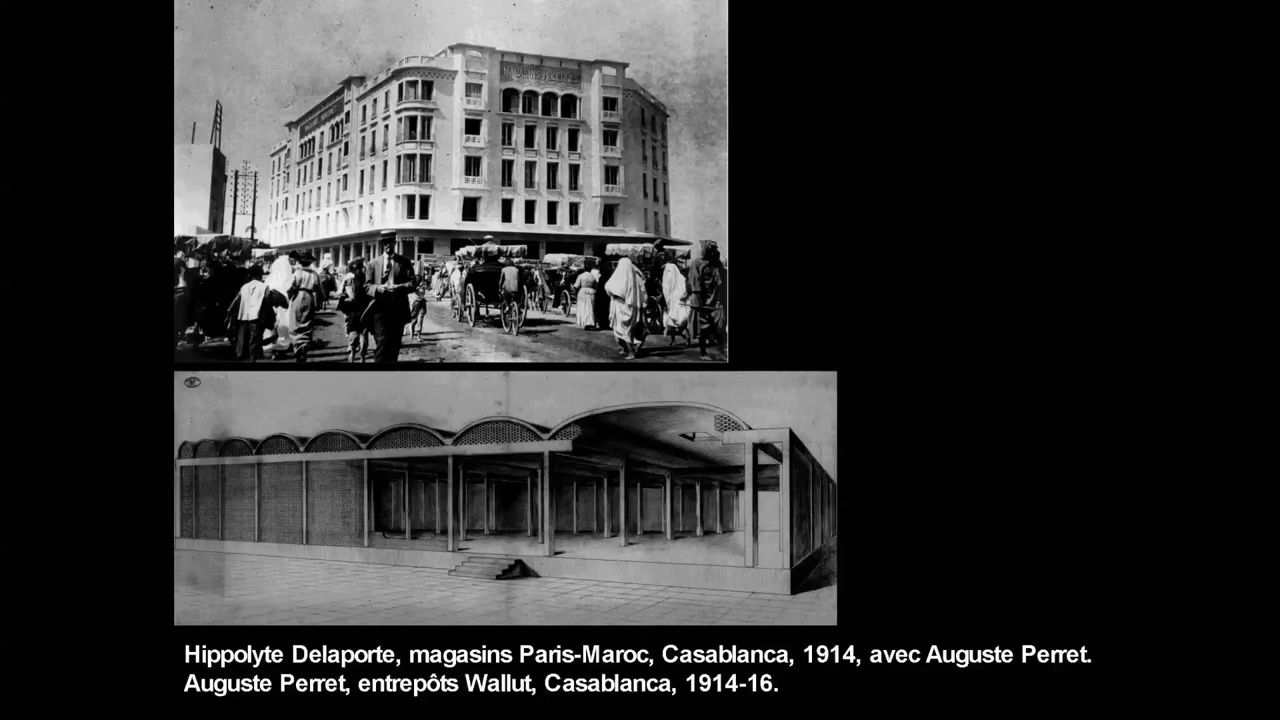 Hippolyte Delaporte, magasins Paris-Maroc, Casablanca, 1914, avec Auguste Perret.
Auguste Perret, entrepôts Wallut, Casablanca, 1914-16.